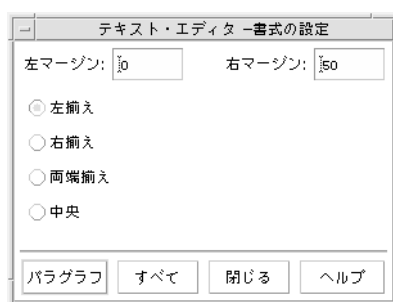 テキスト・エディタ −書式の設定
左マージン: 0 右マージン: 50
左揃え
右揃え
両端揃え
中央
パラグラフ すべて 閉じる ヘルプ